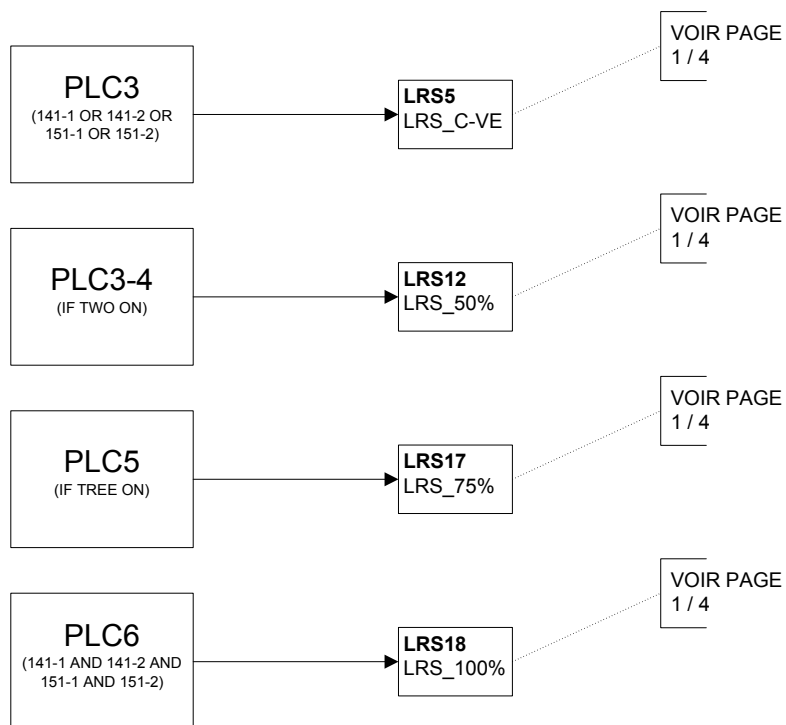 PLC3
(141-1 OR 141-2 OR
151-1 OR 151-2)
LRS5
LRS_C-VE
VOIR PAGE
1 / 4
PLC3-4
(IF TWO ON)
LRS12
LRS_50%
VOIR PAGE
1 / 4
PLC5
(IF TREE ON)
LRS17
LRS_75%
VOIR PAGE
1 / 4
PLC6
(141-1 AND 141-2 AND
151-1 AND 151-2)
LRS18
LRS_100%
VOIR PAGE
1 / 4